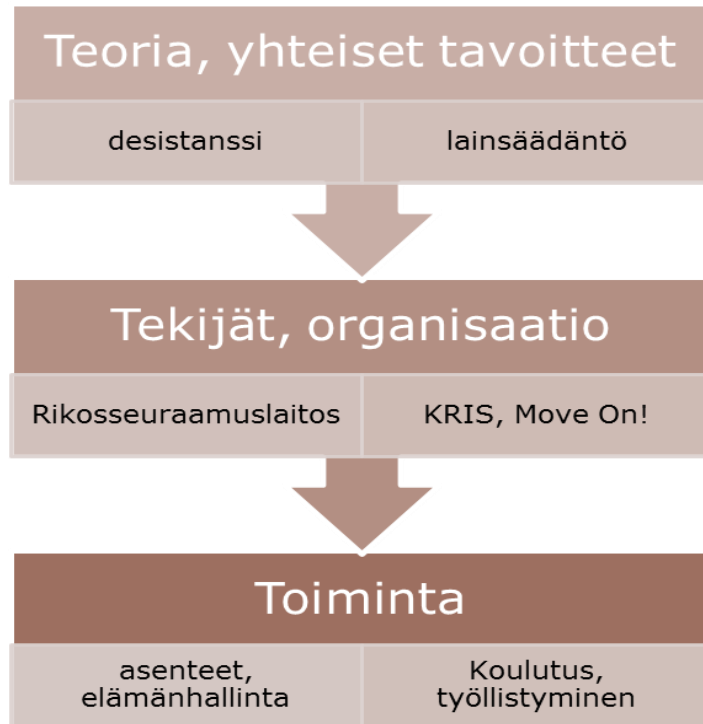 Teoria, yhteiset tavoitteet
desistanssi
lainsäädäntö
Tekijät, organisaatio
Rikosseuraamuslaitos
KRIS, Move On!
Toiminta
asenteet,
elämänhallinta
Koulutus,
työllistyminen